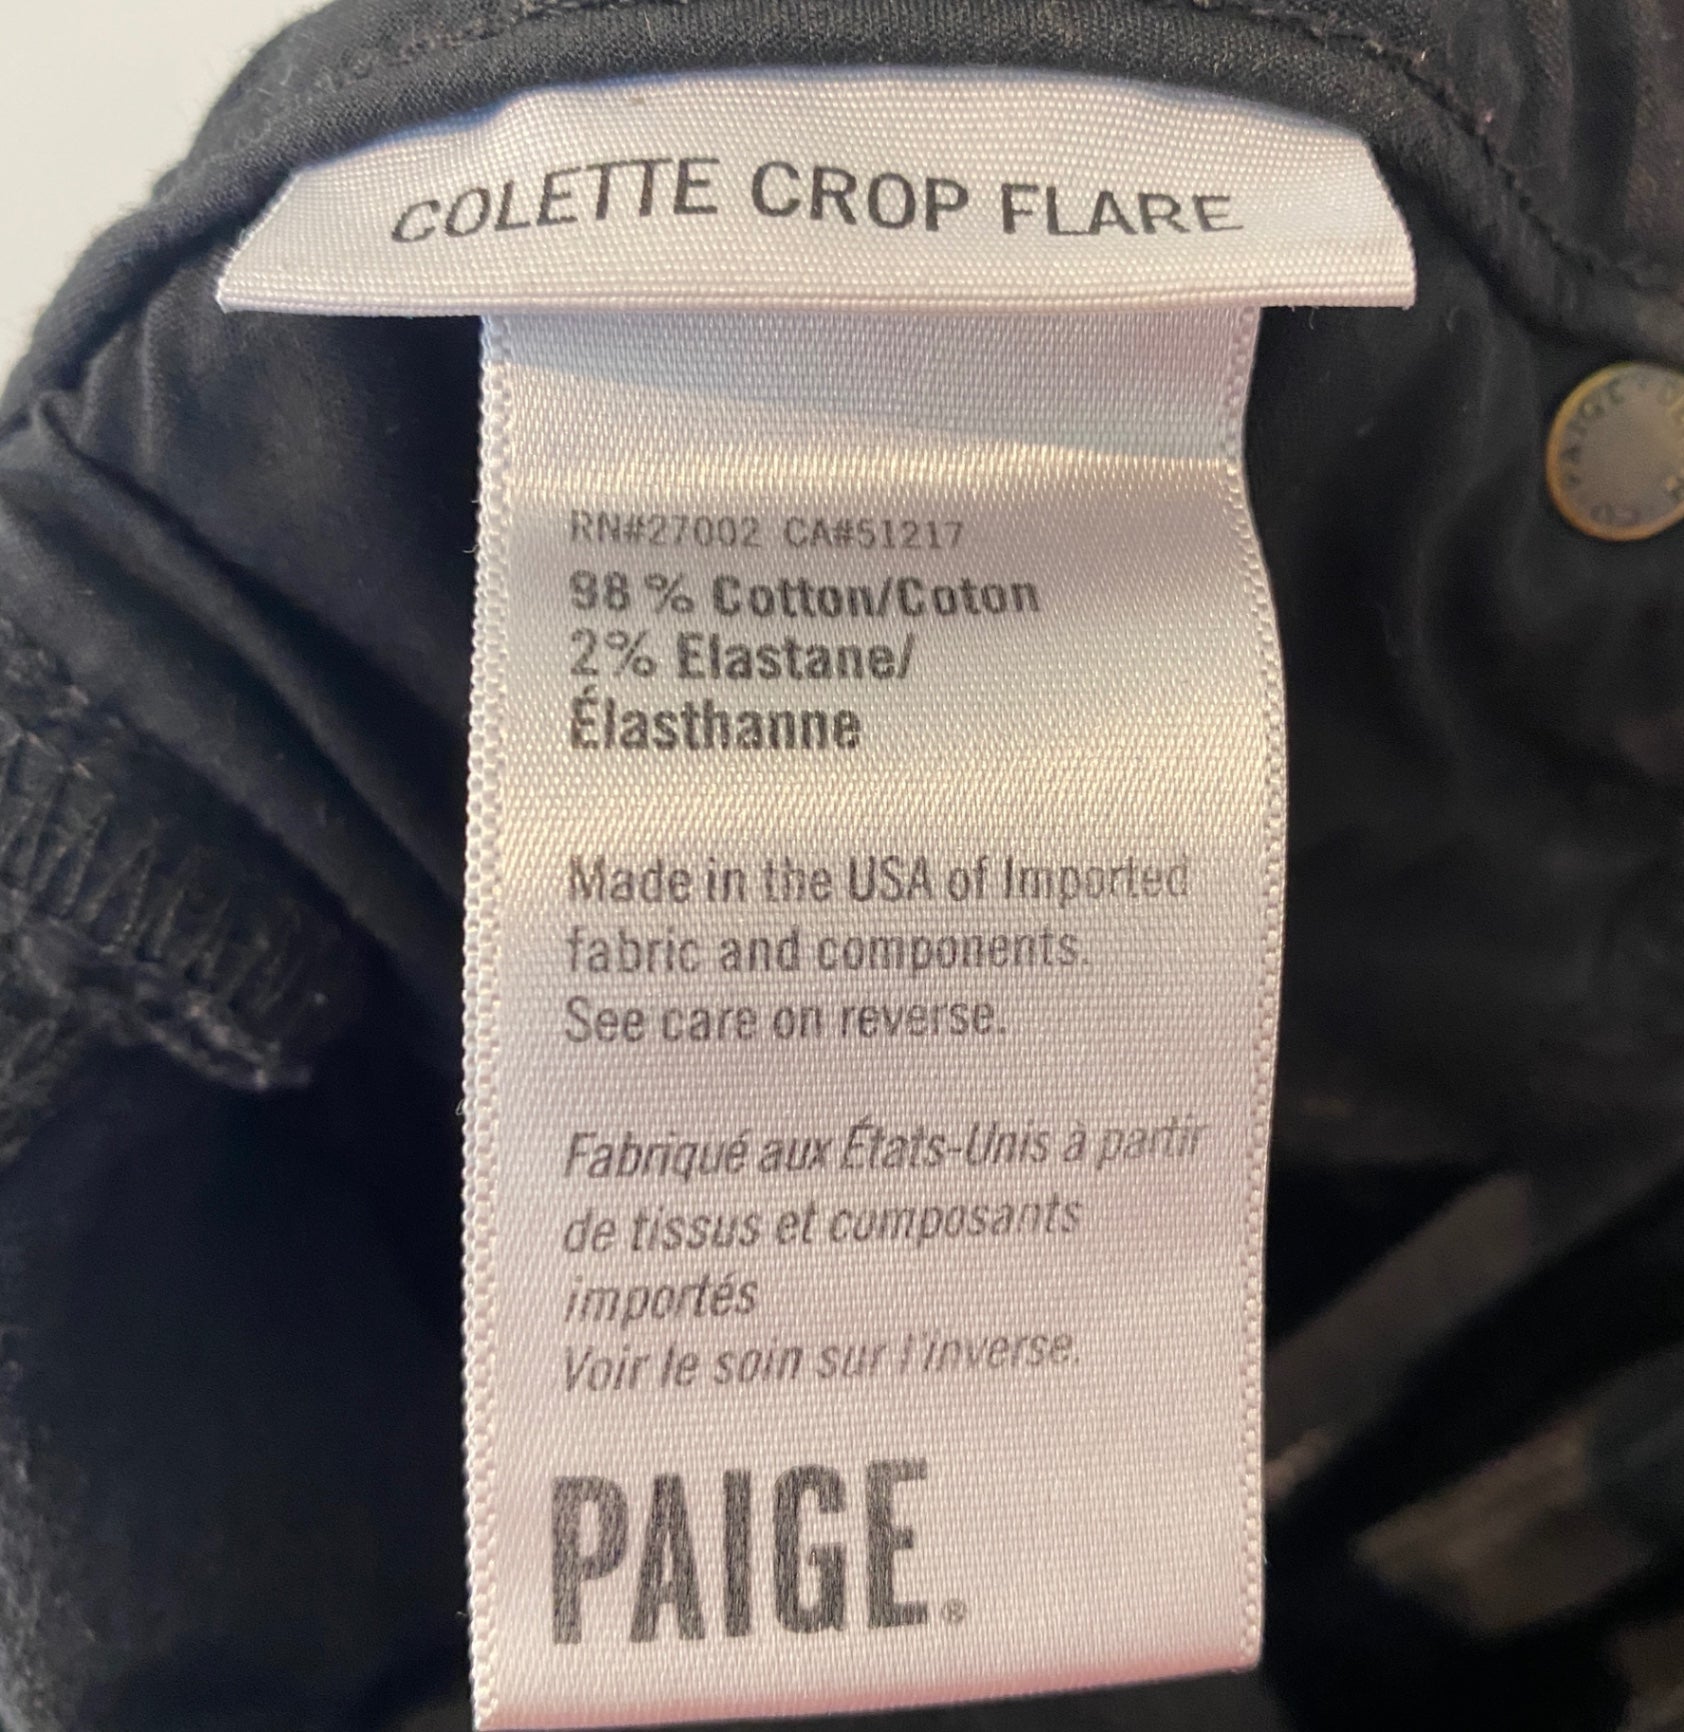 COLETTE CROP FLARE
RN#27002 CA#51217
98% Cotton/Coton
2% Elastane/
Élasthanne
Made in the USA of Imported
fabric and components.
See care on reverse.
Fabriqué aux États-Unis à partir
de tissus et composants
importés
Voir le soin sur l'inverse.
PAIGE®
PAIGE